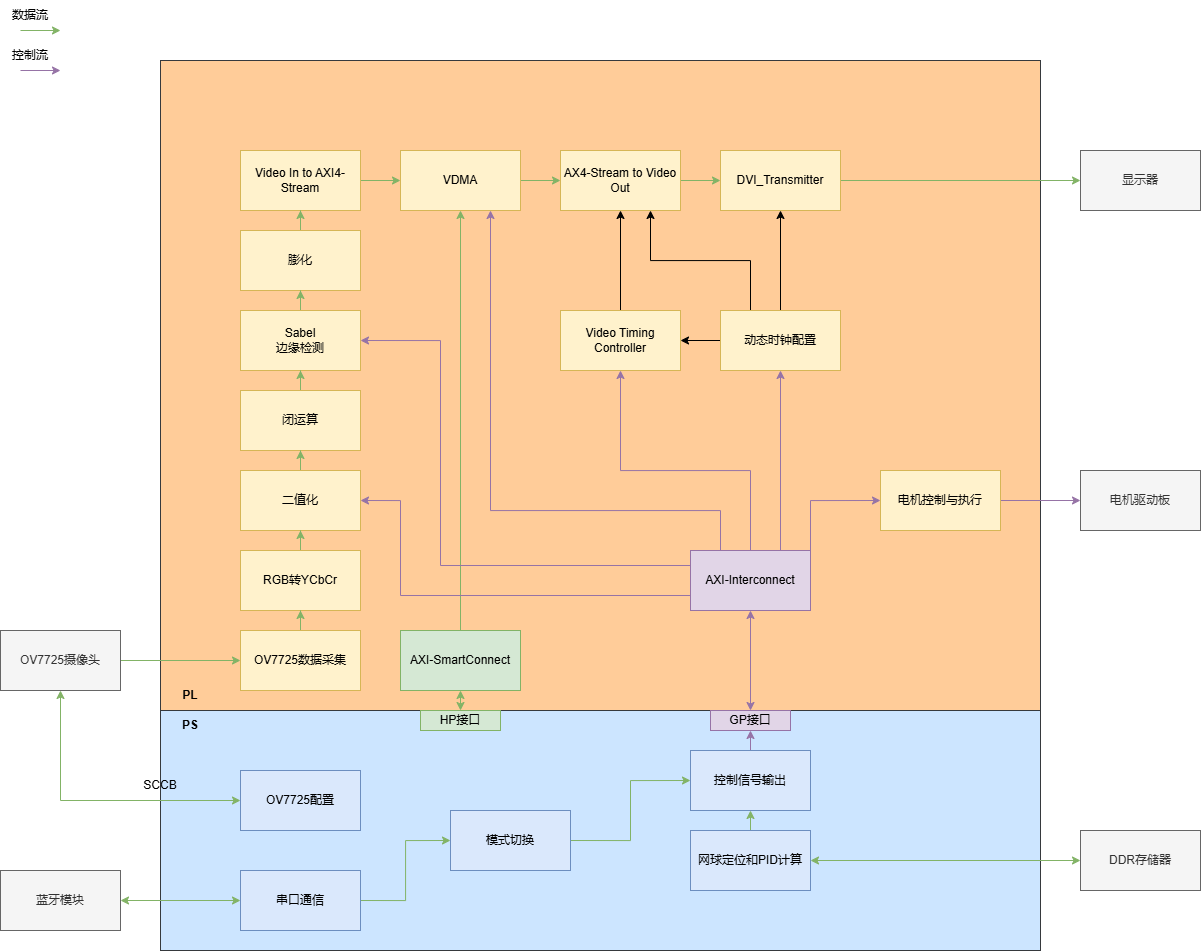 数据流
控制流
Video In to AXI4-
Stream
VDMA
AX4-Stream to Video
Out
DVI_Transmitter
显示器
膨化
Sabel
边缘检测
Video Timing
Controller
动态时钟配置
闭运算
二值化
电机控制与执行
电机驱动板
RGB转YCbCr
AXI-Interconnect
OV7725摄像头
OV7725数据采集
AXI-SmartConnect
PL
HP接口
GP接口
PS
SCCB
OV7725配置
控制信号输出
模式切换
网球定位和PID计算
DDR存储器
蓝牙模块
串口通信